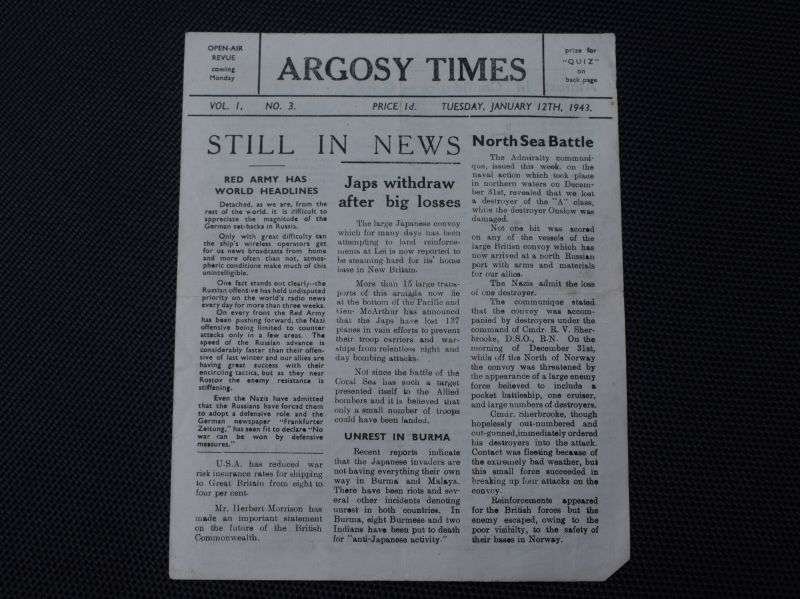 OPEN-AIR
REVUE
coming
Monday
ARGOSY TIMES
prize for
"QUIZ"
on
back page
VOL. 1, NO. 3. PRICE 1d. TUESDAY, JANUARY 12TH, 1943.
STILL IN NEWS
RED ARMY HAS
WORLD HEADLINES
Detached, as we are, from the
rest of the world, it is difficult to
appreciate the magnitude of the
German set-backs in Russia.
Only with great difficulty can
the ship's wireless operators get
for us news broadcasts from home
and more often than not, atmos-
pheric conditions make much of this
unintelligible.
One fact stands out clearly—the
Russian offensive has held undisputed
priority on the world's radio news
every day for more than three weeks.
On every front the Red Army
has been pushing forward, the Nazi
offensive being limited to counter
attacks only in a few areas. The
speed of the Russian advance is
considerably faster than their offen-
sive of last winter and our allies are
having great success with their
encircling tactics, but as they near
Rostov the enemy resistance is
stiffening.
Even the Nazis have admitted
that the Russians have forced them
to adopt a defensive role and the
German newspaper "Frankfurter
Zeitung," has seen fit to declare "No
war can be won by defensive
measures."
U.S.A. has reduced war
risk insurance rates for shipping
to Great Britain from eight to
four per cent.
Mr. Herbert Morrison has
made an important statement
on the future of the British
Commonwealth.
Japs withdraw
after big losses
The large Japanese convoy
which for many days has been
attempting to land reinforce-
ments at Lei is now reported to
be steaming hard for its home
base in New Britain.
More than 15 large trans-
ports of this armada now lie
at the bottom of the Pacific and
Gen. McArthur has announced
that the Japs have lost 137
planes in vain efforts to prevent
their troop carriers and war-
ships from relentless night and
day bombing attacks.
Not since the battle of the
Coral Sea has such a target
presented itself to the Allied
bombers and it is believed that
only a small number of troops
could have been landed.
UNREST IN BURMA
Recent reports indicate
that the Japanese invaders are
not having everything their own
way in Burma and Malaya.
There have been riots and sev-
eral other incidents denoting
unrest in both countries. In
Burma, eight Burmese and two
Indians have been put to death
for "anti-Japanese activity."
North Sea Battle
The Admiralty communi-
que, issued this week, on the
naval action which took place
in northern waters on Decem-
ber 31st, revealed that we lost
a destroyer of the "A" class,
while the destroyer Onslow was
damaged.
Not one hit was scored
on any of the vessels of the
large British convoy which has
now arrived at a north Russian
port with arms and materials
for our allies.
The Nazis admit the loss
of one destroyer.
The communique stated
that the convoy was accom-
panied by destroyers under the
command of Cmdr. R. V. Sher-
brooke, D.S.O., R.N. On the
morning of December 31st,
while off the North of Norway
the convoy was threatened by
the appearance of a large enemy
force believed to include a
pocket battleship, one cruiser,
and large numbers of destroyers.
Cmdr. Sherbrooke, though
hopelessly out-numbered and
out-gunned, immediately ordered
his destroyers into the attack.
Contact was fleeting because of
the extremely bad weather, but
this small force succeeded in
breaking up four attacks on the
convoy.
Reinforcements appeared
for the British forces but the
enemy escaped, owing to the
poor visibilty, to the safety of
their bases in Norway.